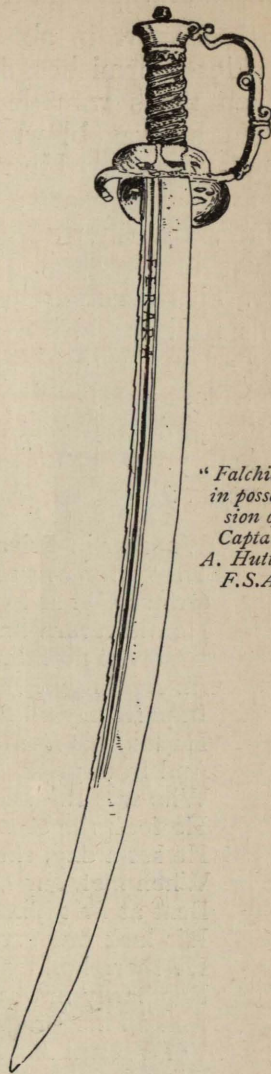 FERARA
“ Falchi
in posse
sion o
Capta
A. Hut
F.S.A